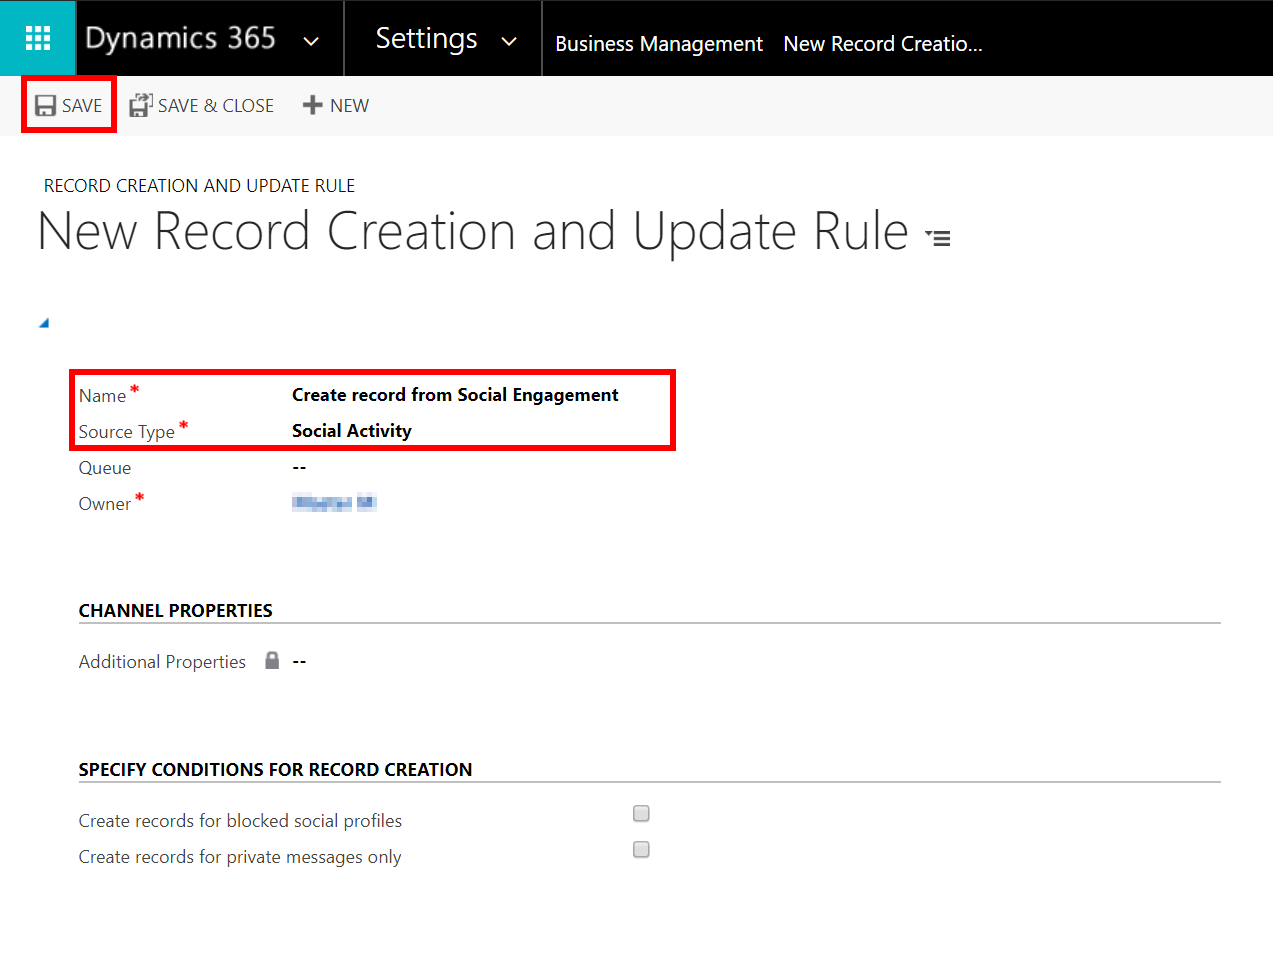 Dynamics 365 Settings Business Management New Record Creatio...
SAVE SAVE & CLOSE NEW
RECORD CREATION AND UPDATE RULE
New Record Creation and Update Rule
Name* Create record from Social Engagement
Source Type* Social Activity
Queue --
Owner*
CHANNEL PROPERTIES
Additional Properties --
SPECIFY CONDITIONS FOR RECORD CREATION
Create records for blocked social profiles
Create records for private messages only